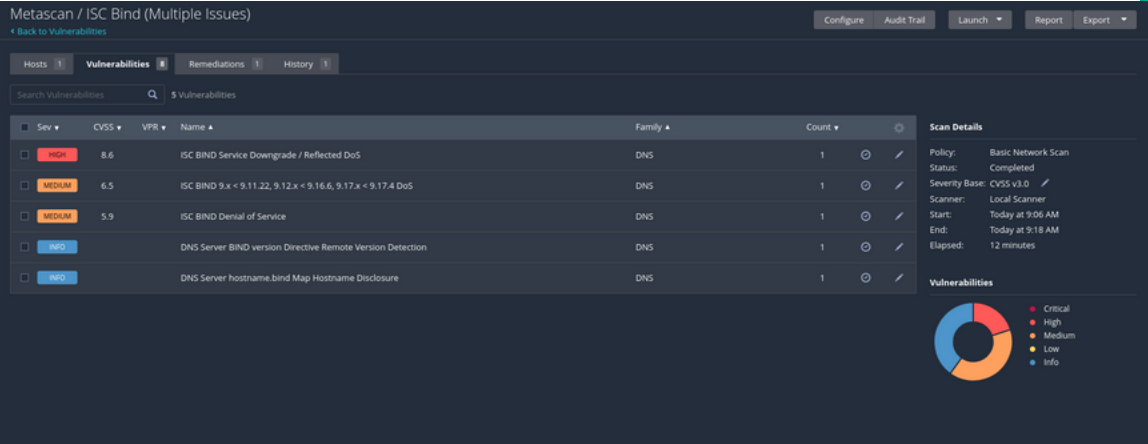 Metascan / ISC Bind (Multiple Issues)
Configure Audit Trail Launch Report Export
Back to Vulnerabilities
Hosts 1 Vulnerabilities 8 Remediations 1 History 1
Search Vulnerabilities 5 Vulnerabilities
Sev CVSS VPR Name Family Count
HIGH 8.6 ISC BIND Service Downgrade / Reflected DoS DNS 1
MEDIUM 6.5 ISC BIND 9.x < 9.11.22, 9.12.x < 9.16.6, 9.17.x < 9.17.4 DoS DNS 1
MEDIUM 5.9 ISC BIND Denial of Service DNS 1
INFO DNS Server BIND version Directive Remote Version Detection DNS 1
INFO DNS Server hostname.bind Map Hostname Disclosure DNS 1
Scan Details
Policy: Basic Network Scan
Status: Completed
Severity Base: CVSS v3.0
Scanner: Local Scanner
Start: Today at 9:06 AM
End: Today at 9:18 AM
Elapsed: 12 minutes
Vulnerabilities
Critical
High
Medium
Low
Info